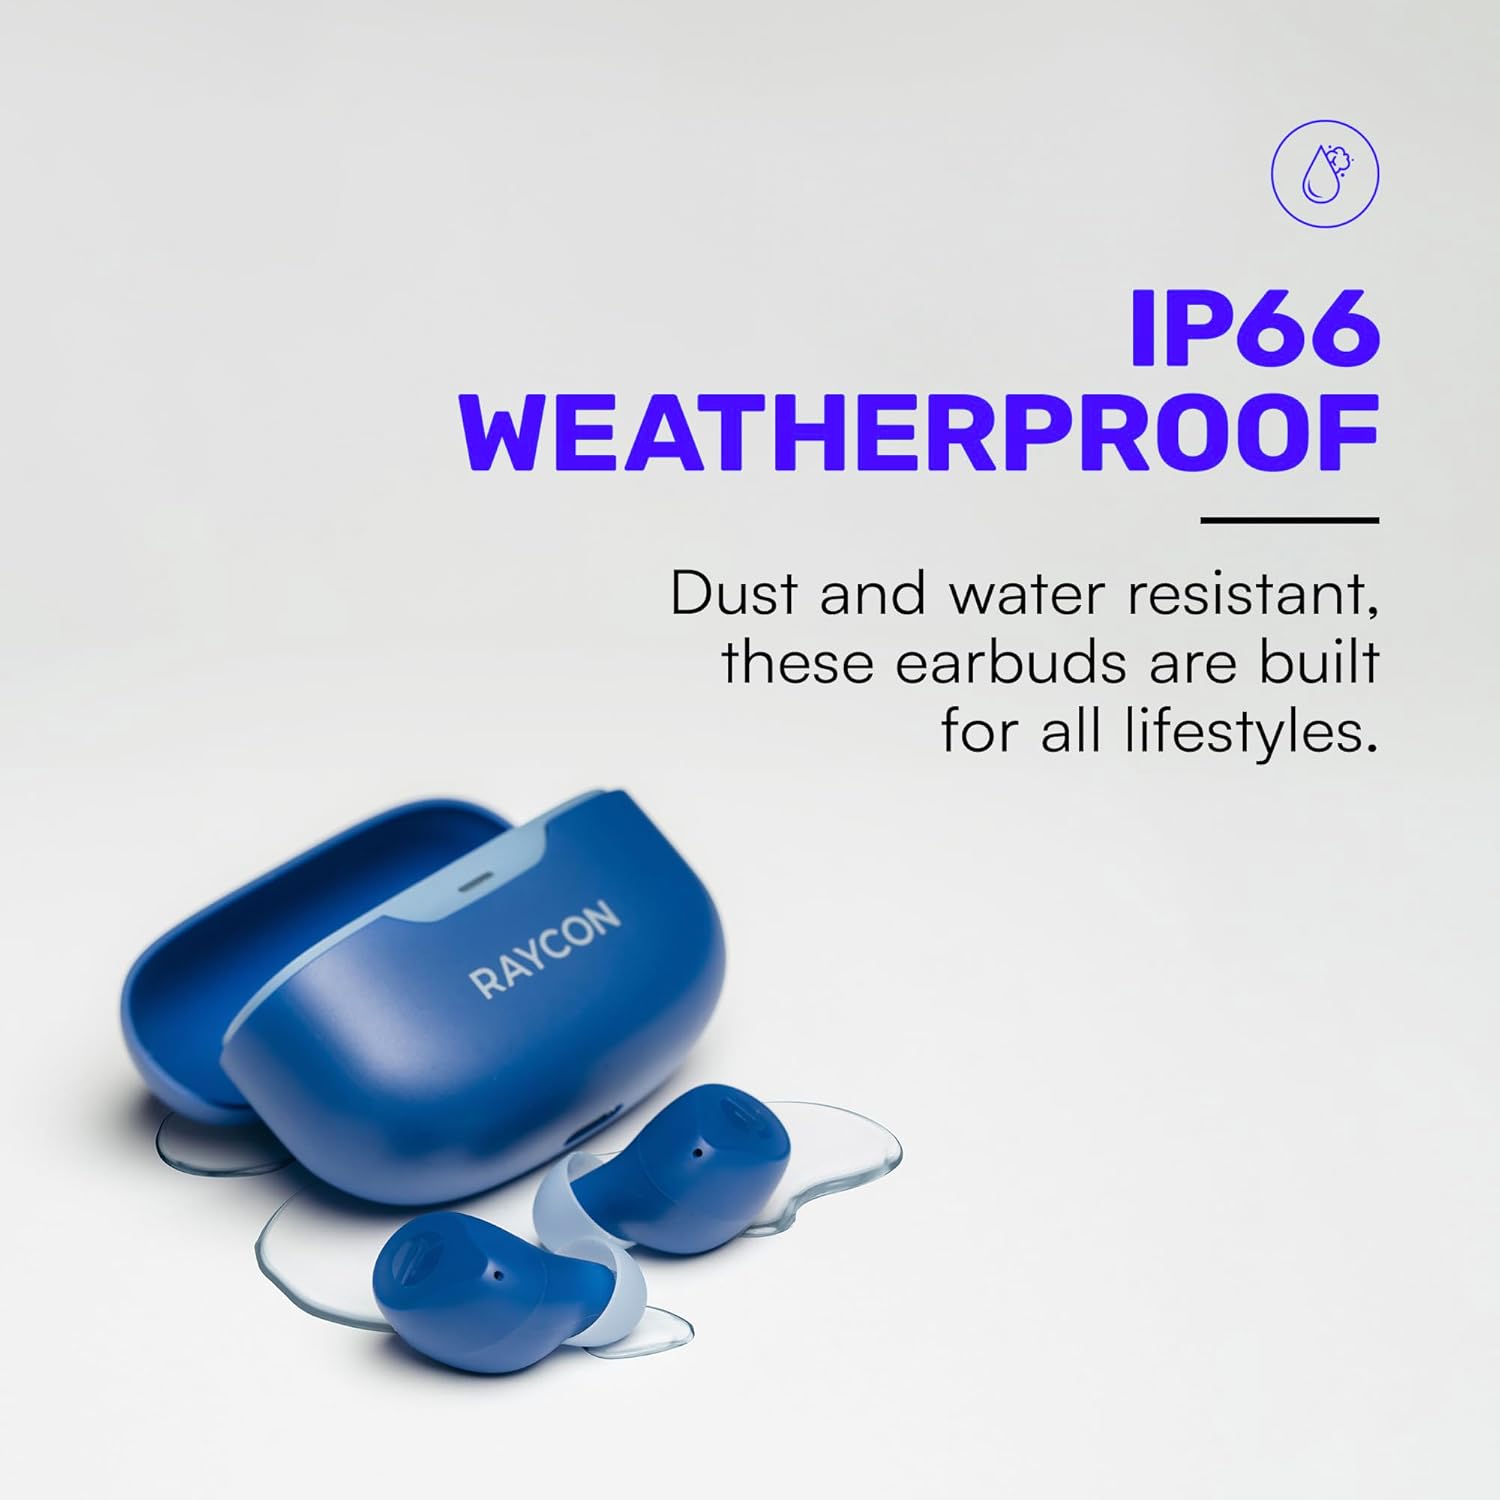 IP66
WEATHERPROOF
Dust and water resistant,
these earbuds are built
for all lifestyles.
RAYCON